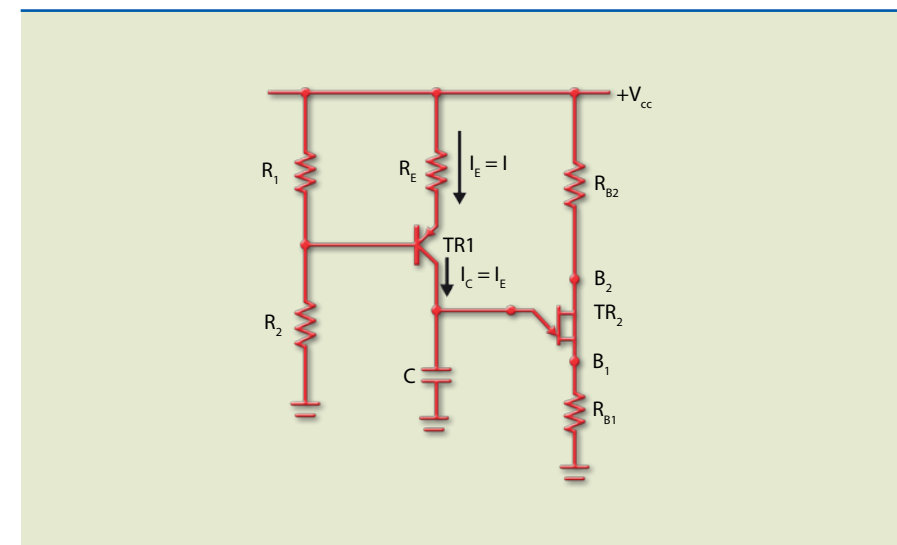 +Vcc
R1
RE
IE = I
RB2
TR1
IC = IE
B2
R2
TR2
C
B1
RB1